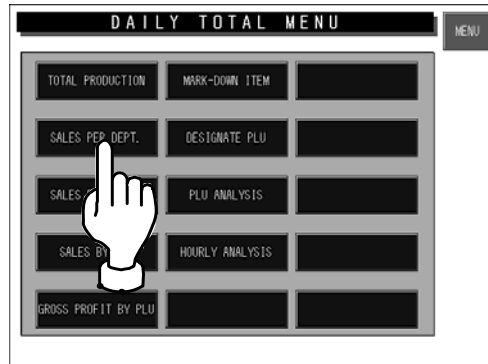 DAILY TOTAL MENU
MENU
TOTAL PRODUCTION
MARK-DOWN ITEM
SALES PER DEPT.
DESIGNATE PLU
SALES
PLU ANALYSIS
SALES BY
HOURLY ANALYSIS
GROSS PROFIT BY PLU